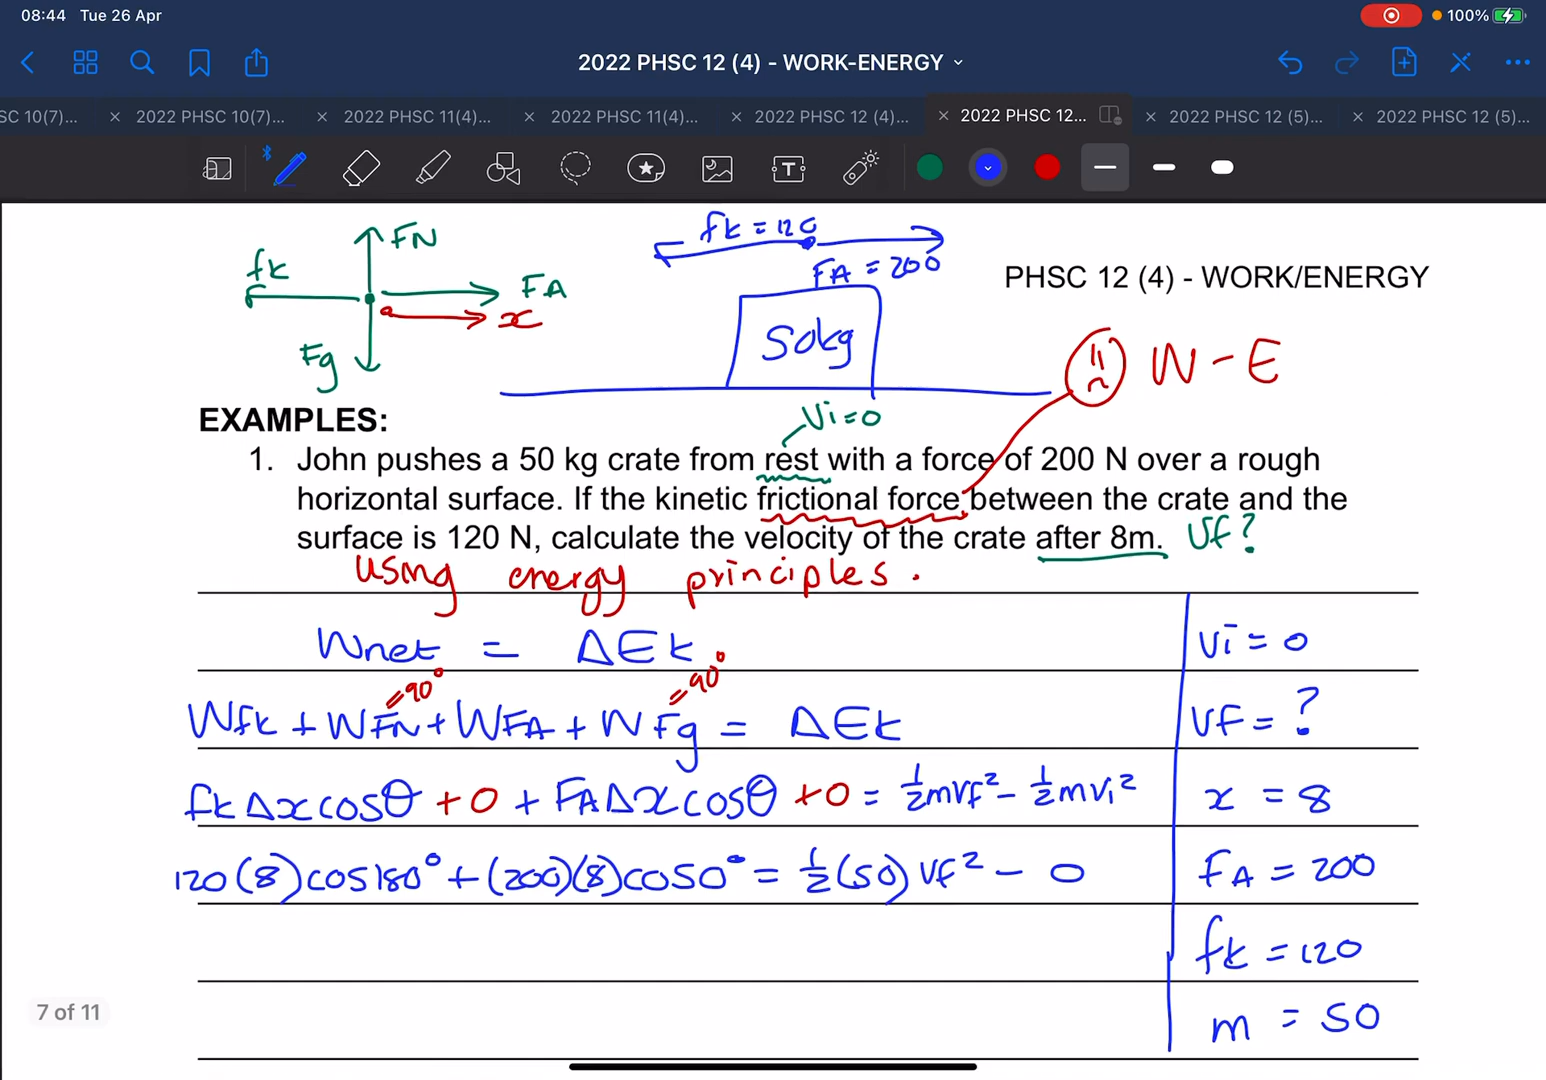 08:44 Tue 26 Apr
100%
2022 PHSC 12 (4) - WORK-ENERGY
SC 10(7)...
× 2022 PHSC 10(7)...
× 2022 PHSC 11(4)...
× 2022 PHSC 11(4)...
× 2022 PHSC 12 (4)...
× 2022 PHSC 12...
× 2022 PHSC 12 (5)...
× 2022 PHSC 12 (5)...
T
FN
fk
FA
x
Fg
fk = 120
FA = 200
50kg
PHSC 12 (4) - WORK/ENERGY
W - E
Vi=0
EXAMPLES:
1. John pushes a 50 kg crate from rest with a force of 200 N over a rough
horizontal surface. If the kinetic frictional force between the crate and the
surface is 120 N, calculate the velocity of the crate after 8m. Vf?
using energy principles.
Wnet = ΔEk
=90° =90°
Wfk + WFN + WFA + WFg = ΔEk
fkΔxcosθ +0 + FAΔxcosθ +0 = ½mvf² - ½mvi²
120(8)cos180° + (200)(8)cos0° = ½(50)vf² - 0
Vi = 0
Vf = ?
x = 8
FA = 200
fk = 120
m = 50
7 of 11